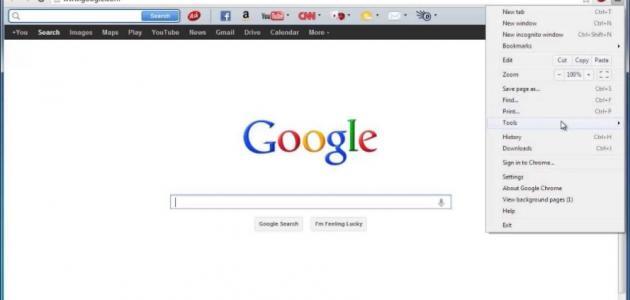 www.google.com
Search
Ask
YouTube
CNN
+You Search Images Maps Play YouTube News Gmail Drive Calendar More
Google
Google Search I'm Feeling Lucky
New tab Ctrl+T
New window Ctrl+N
New incognito window Ctrl+Shift+N
Bookmarks
Edit Cut Copy Paste
Zoom − 100% +
Save page as... Ctrl+S
Find... Ctrl+F
Print... Ctrl+P
Tools
History Ctrl+H
Downloads Ctrl+J
Sign in to Chrome...
Settings
About Google Chrome
View background pages (1)
Help
Exit